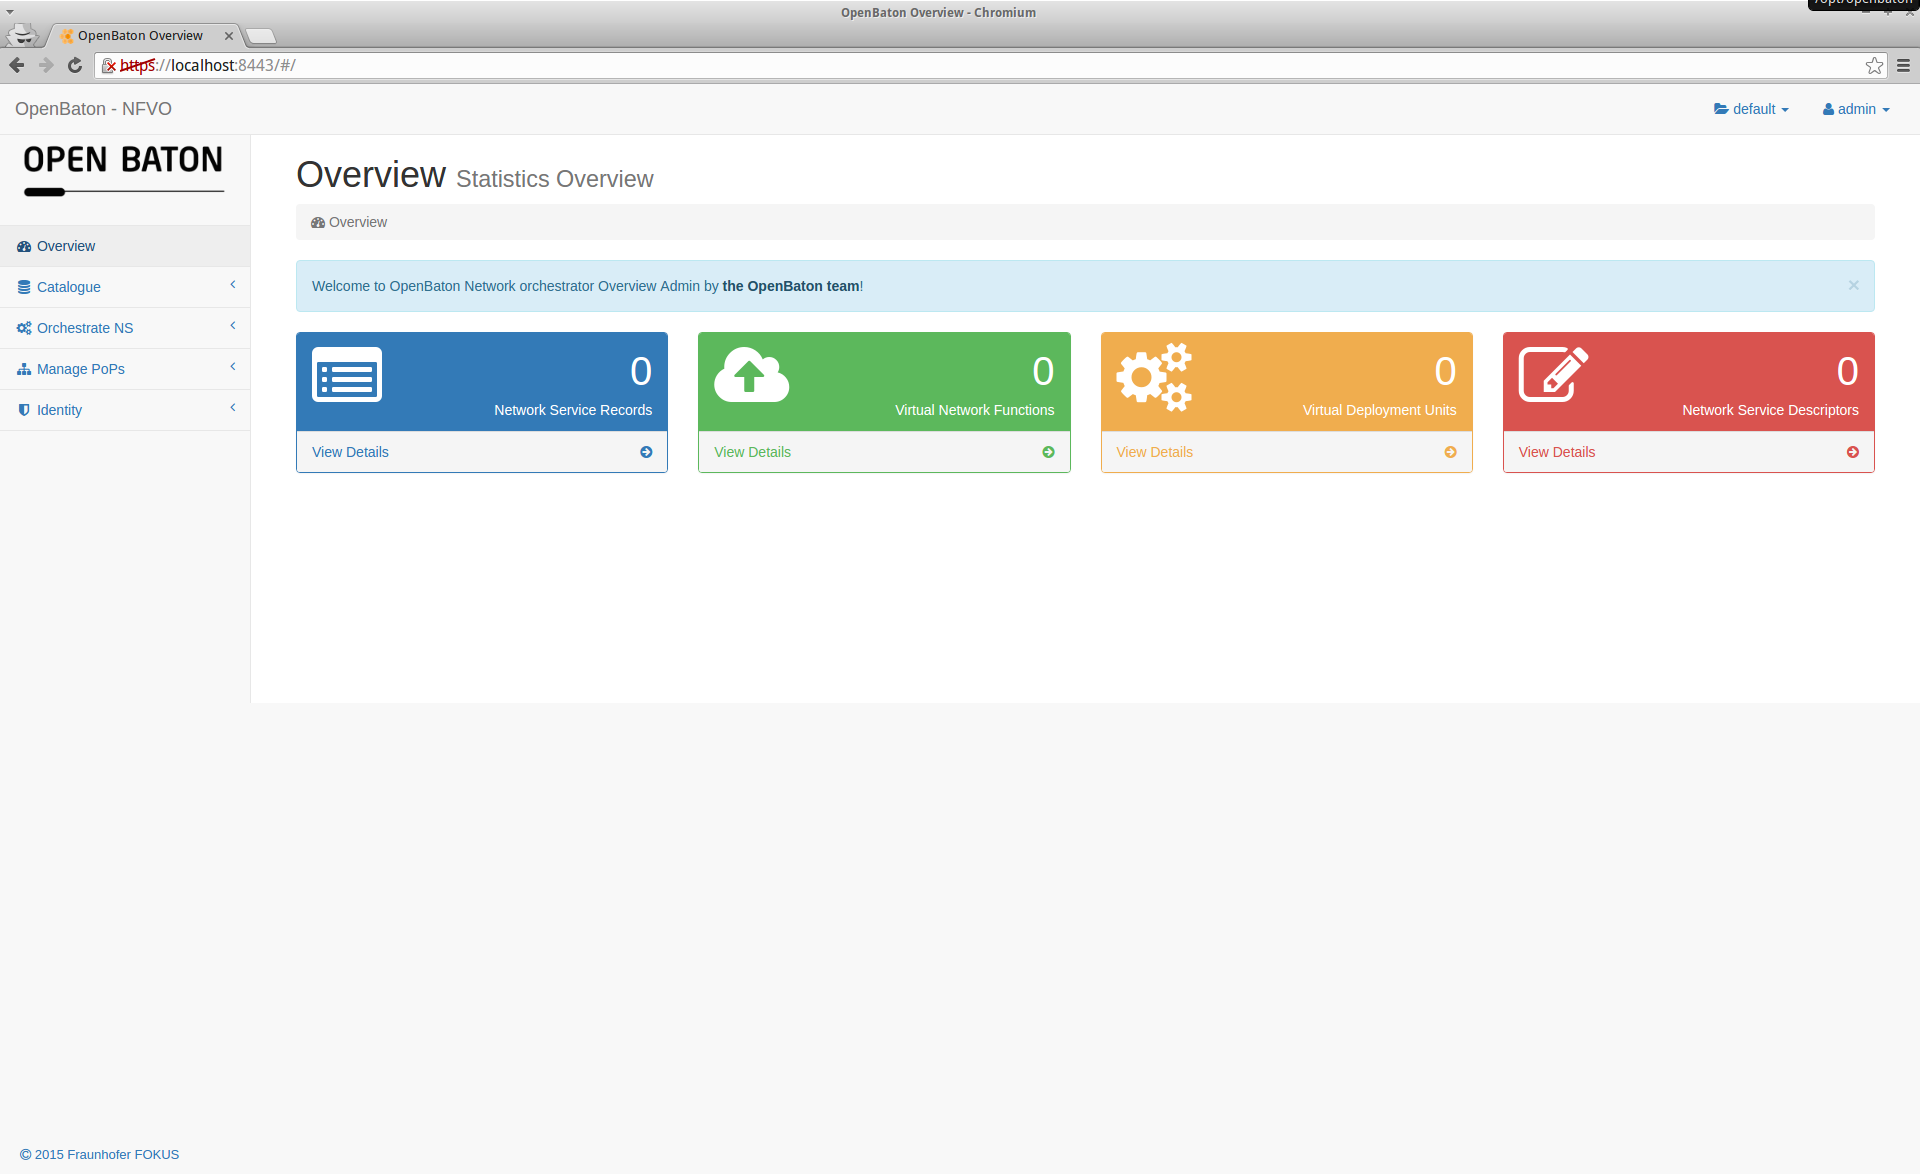 OpenBaton Overview - Chromium
OpenBaton Overview
https://localhost:8443/#/
OpenBaton - NFVO
default
admin
OPEN BATON
Overview
Catalogue
Orchestrate NS
Manage PoPs
Identity
Overview Statistics Overview
Overview
Welcome to OpenBaton Network orchestrator Overview Admin by the OpenBaton team!
×
0
Network Service Records
View Details
0
Virtual Network Functions
View Details
0
Virtual Deployment Units
View Details
0
Network Service Descriptors
View Details
© 2015 Fraunhofer FOKUS